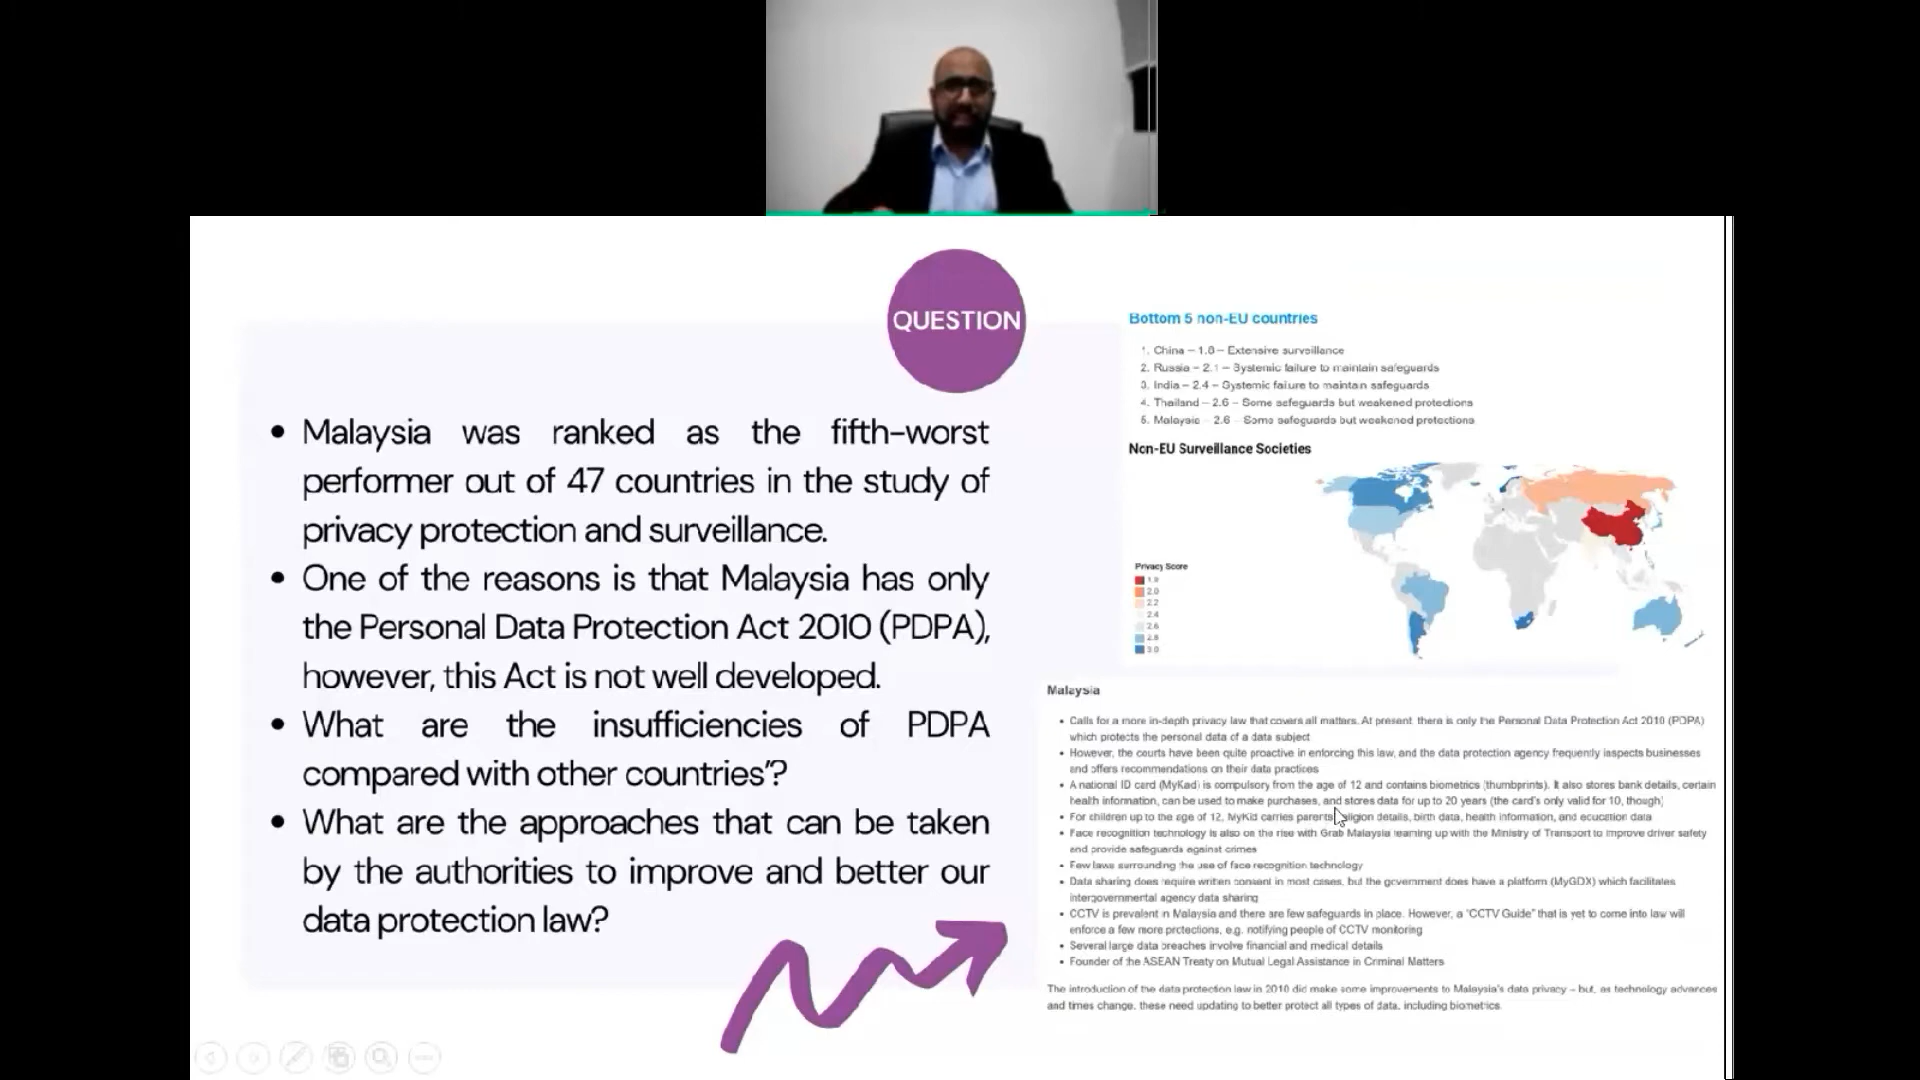 QUESTION
Malaysia was ranked as the fifth-worst
performer out of 47 countries in the study of
privacy protection and surveillance.
One of the reasons is that Malaysia has only
the Personal Data Protection Act 2010 (PDPA),
however, this Act is not well developed.
What are the insufficiencies of PDPA
compared with other countries'?
What are the approaches that can be taken
by the authorities to improve and better our
data protection law?
Bottom 5 non-EU countries
1. China – 1.8 – Extensive surveillance
2. Russia – 2.1 – Systemic failure to maintain safeguards
3. India – 2.4 – Systemic failure to maintain safeguards
4. Thailand – 2.6 – Some safeguards but weakened protections
5. Malaysia – 2.6 – Some safeguards but weakened protections
Non-EU Surveillance Societies
Privacy Score
2.0
2.2
2.4
2.6
2.8
3.0
Malaysia
Calls for a more in-depth privacy law that covers all matters. At present, there is only the Personal Data Protection Act 2010 (PDPA)
which protects the personal data of a data subject
However, the courts have been quite proactive in enforcing this law, and the data protection agency frequently inspects businesses
and offers recommendations on their data practices
A national ID card (MyKad) is compulsory from the age of 12 and contains biometrics (thumbprints). It also stores bank details, certain
health information, can be used to make purchases, and stores data for up to 20 years (the card's only valid for 10, though)
For children up to the age of 12, MyKid carries parents religion details, birth data, health information, and education data
Face recognition technology is also on the rise with Grab Malaysia teaming up with the Ministry of Transport to improve driver safety
and provide safeguards against crimes
Few laws surrounding the use of face recognition technology
Data sharing does require written consent in most cases, but the government does have a platform (MyGDX) which facilitates
intergovernmental agency data sharing
CCTV is prevalent in Malaysia and there are few safeguards in place. However, a "CCTV Guide" that is yet to come into law will
enforce a few more protections, e.g. notifying people of CCTV monitoring
Several large data breaches involve financial and medical details
Founder of the ASEAN Treaty on Mutual Legal Assistance in Criminal Matters
The introduction of the data protection law in 2010 did make some improvements to Malaysia's data privacy – but, as technology advances
and times change, these need updating to better protect all types of data, including biometrics.